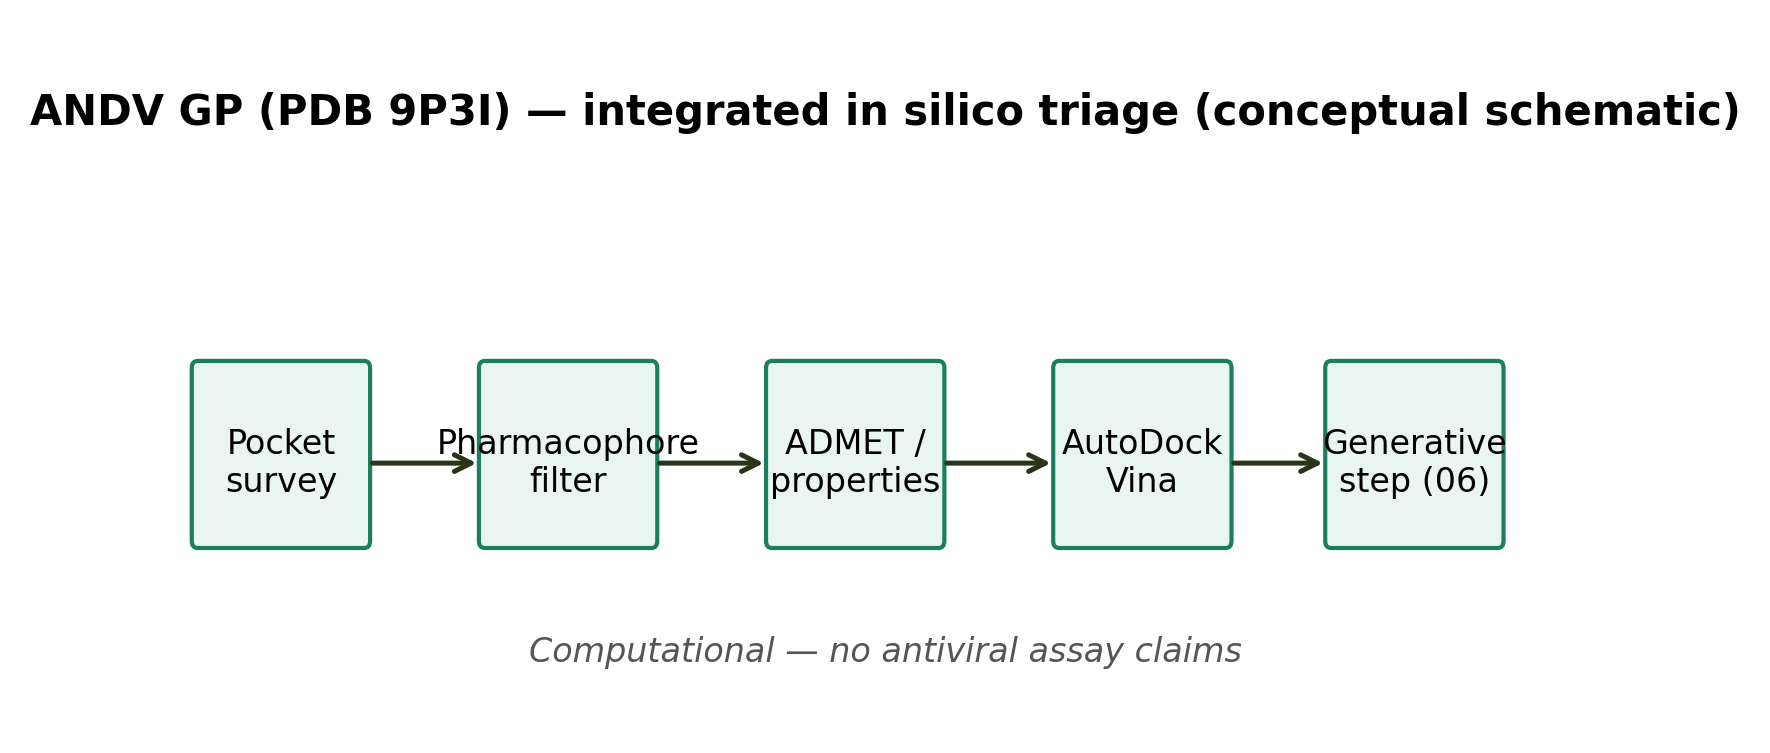 ANDV GP (PDB 9P3I) — integrated in silico triage (conceptual schematic)
Pocket
survey
Pharmacophore
filter
ADMET /
properties
AutoDock
Vina
Generative
step (06)
Computational — no antiviral assay claims